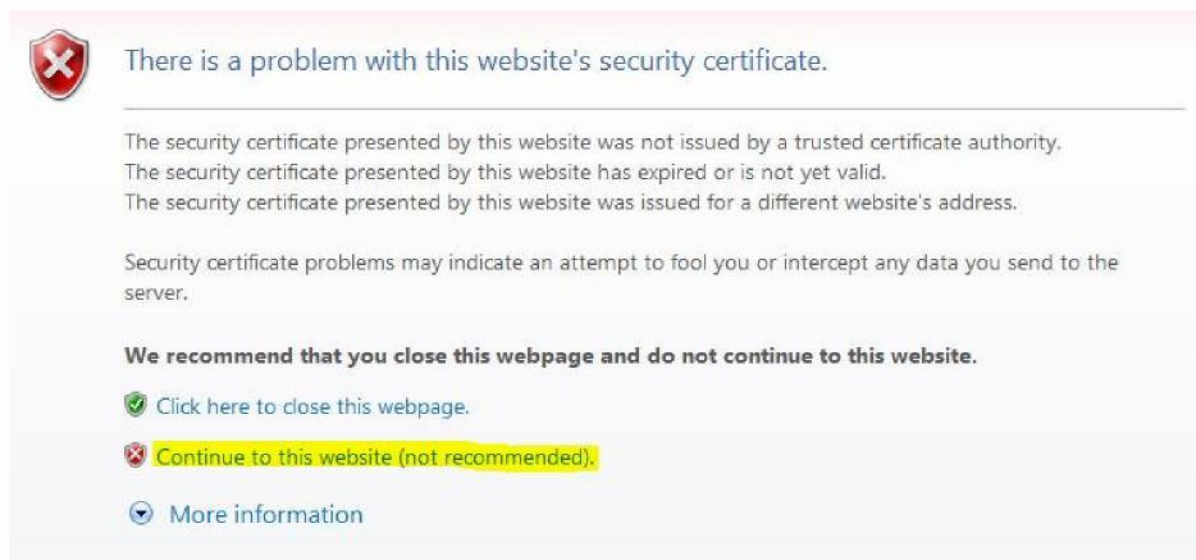 There is a problem with this website's security certificate.
The security certificate presented by this website was not issued by a trusted certificate authority.
The security certificate presented by this website has expired or is not yet valid.
The security certificate presented by this website was issued for a different website's address.
Security certificate problems may indicate an attempt to fool you or intercept any data you send to the
server.
We recommend that you close this webpage and do not continue to this website.
Click here to close this webpage.
Continue to this website (not recommended).
More information